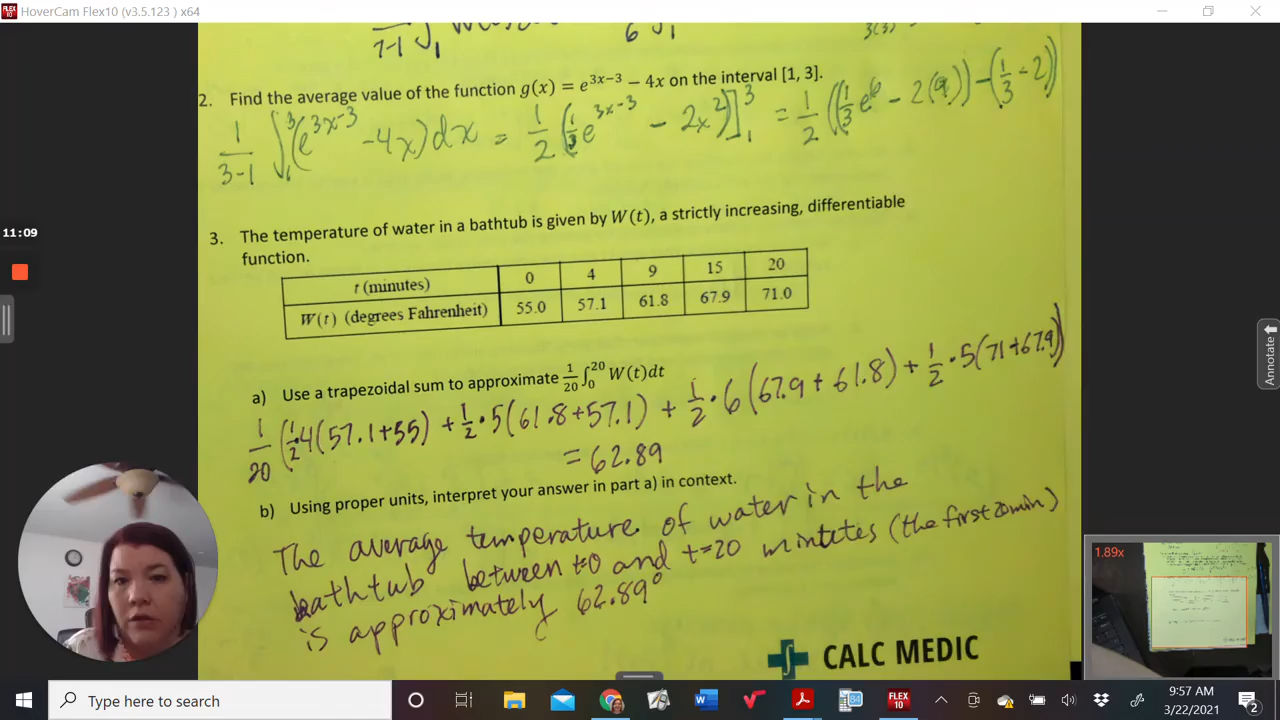 HoverCam Flex10 (v3.5.123 ) x64
7-1
6
2. Find the average value of the function g(x) = e^{3x−3} − 4x on the interval [1, 3].
1/(3-1) ∫₁³ (e^{3x-3} - 4x) dx = 1/2 (1/3 e^{3x-3} - 2x²)]₁³ = 1/2 ((1/3 e⁶ - 2(9)) - (1/3 - 2))
11:09
3. The temperature of water in a bathtub is given by W(t), a strictly increasing, differentiable
function.
t (minutes) 0 4 9 15 20
W(t) (degrees Fahrenheit) 55.0 57.1 61.8 67.9 71.0
Annotate
a) Use a trapezoidal sum to approximate 1/20 ∫₀²⁰ W(t)dt
1/20 (1/2·4(57.1+55) + 1/2·5(61.8+57.1) + 1/2·6(67.9+61.8) + 1/2·5(71+67.9))
= 62.89
b) Using proper units, interpret your answer in part a) in context.
The average temperature of water in the
bathtub between t=0 and t=20 mintutes (the first 20 min)
is approximately 62.89°
1.89x
CALC MEDIC
Type here to search
FLEX
10
9:57 AM
3/22/2021
2